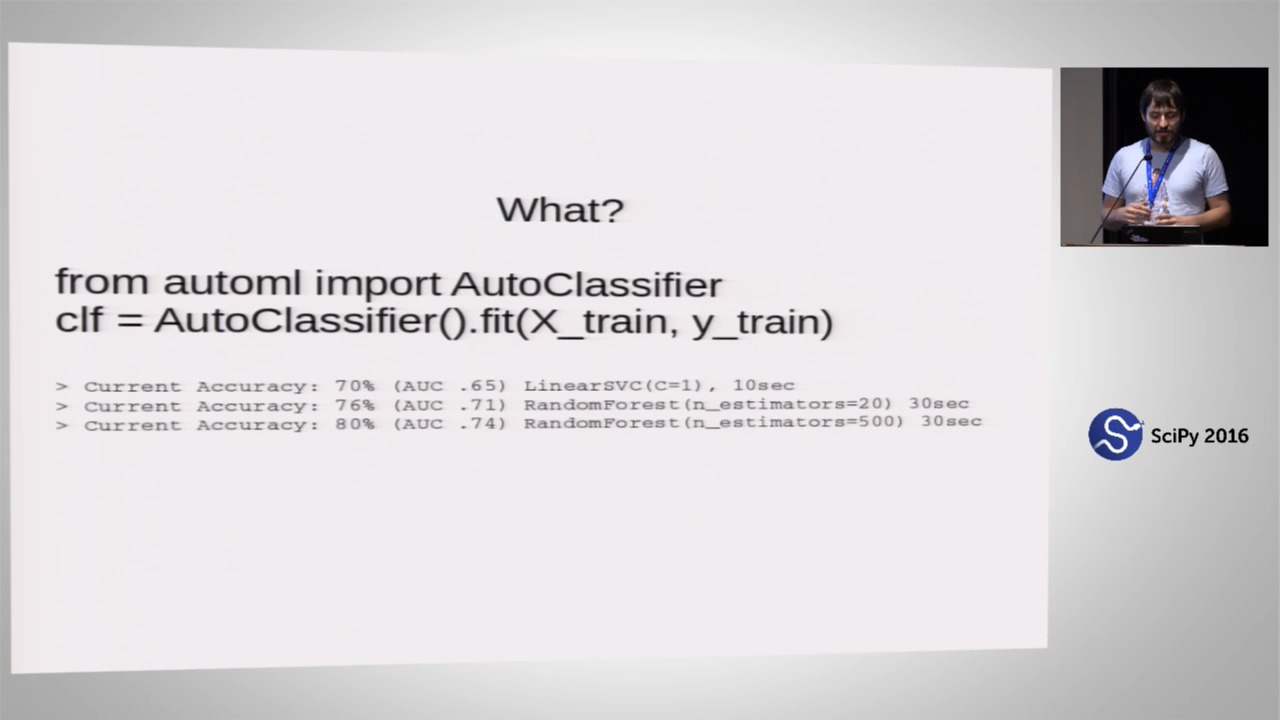 What?
from automl import AutoClassifier
clf = AutoClassifier().fit(X_train, y_train)
> Current Accuracy: 70% (AUC .65) LinearSVC(C=1), 10sec
> Current Accuracy: 76% (AUC .71) RandomForest(n_estimators=20) 30sec
> Current Accuracy: 80% (AUC .74) RandomForest(n_estimators=500) 30sec
SciPy 2016